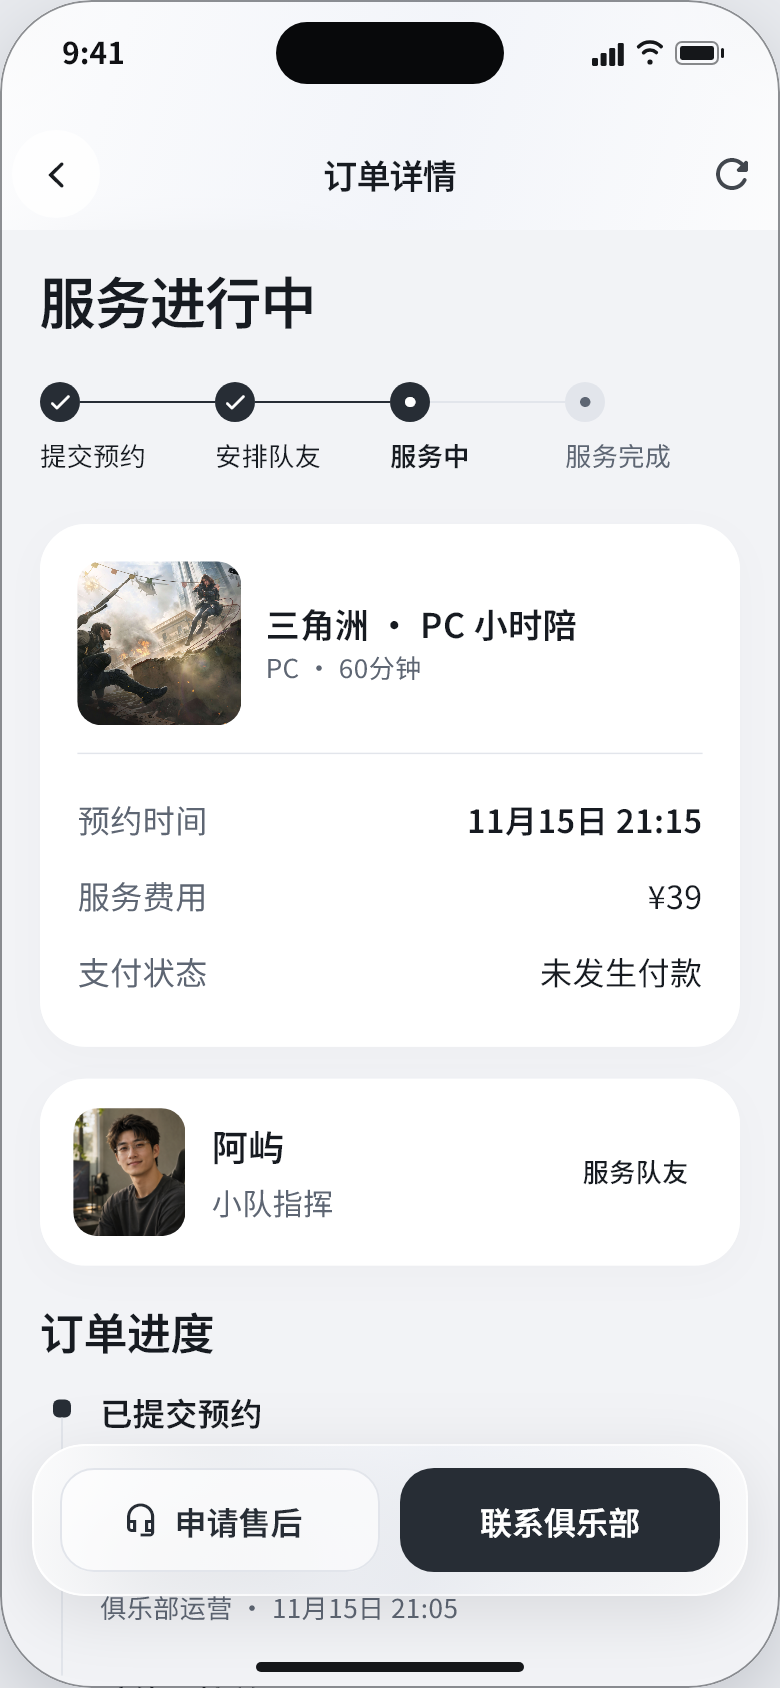 9:41
订单详情
服务进行中
提交预约 安排队友 服务中 服务完成
三角洲 · PC 小时陪
PC · 60分钟
预约时间 11月15日 21:15
服务费用 ¥39
支付状态 未发生付款
阿屿
小队指挥
服务队友
订单进度
已提交预约
申请售后 联系俱乐部
俱乐部运营 · 11月15日 21:05